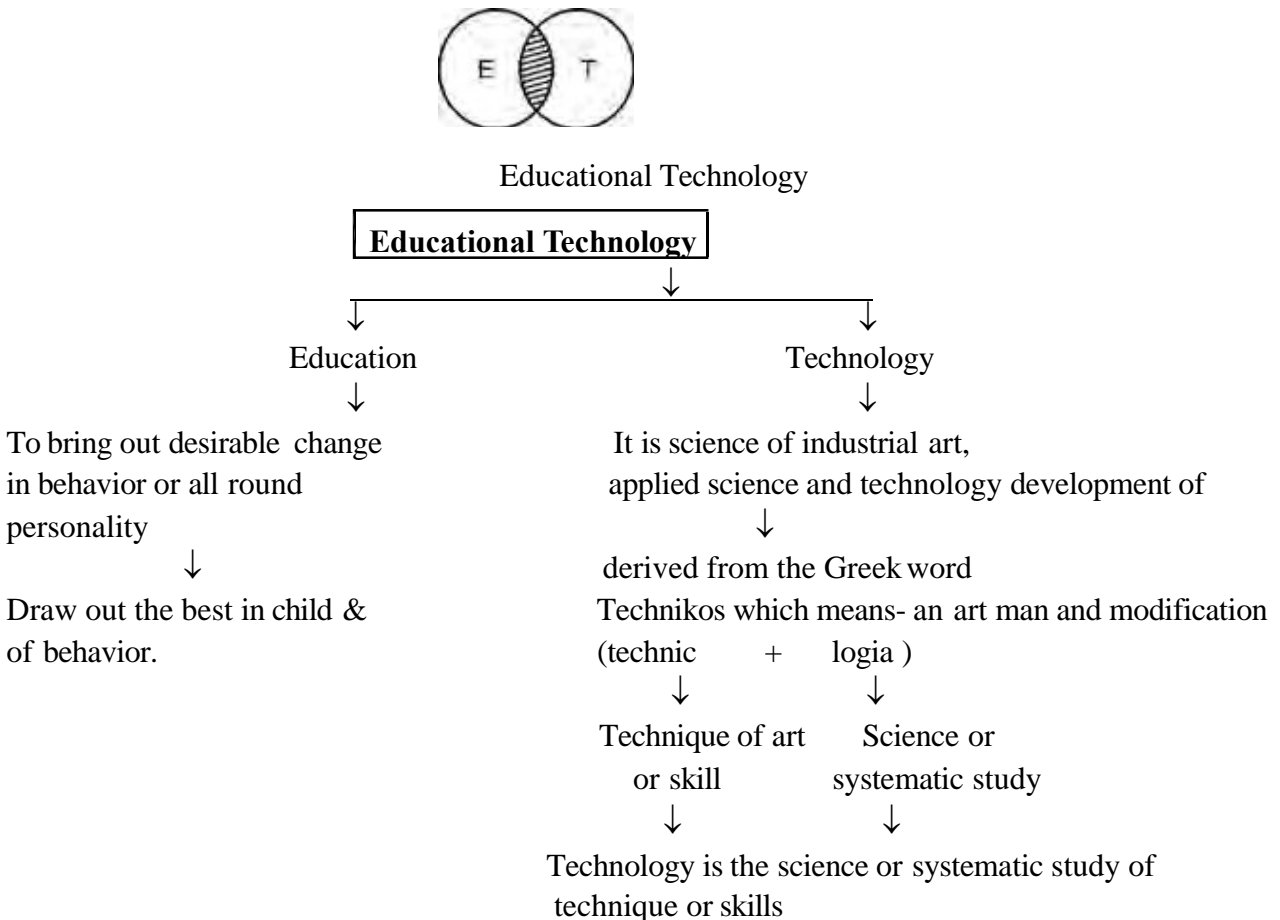 E T
Educational Technology
Educational Technology
↓
↓ ↓
Education Technology
↓ ↓
To bring out desirable change
in behavior or all round
personality
↓
Draw out the best in child &
of behavior.
It is science of industrial art,
applied science and technology development of
↓
derived from the Greek word
Technikos which means- an art man and modification
(technic + logia )
↓ ↓
Technique of art Science or
or skill systematic study
↓ ↓
Technology is the science or systematic study of
technique or skills